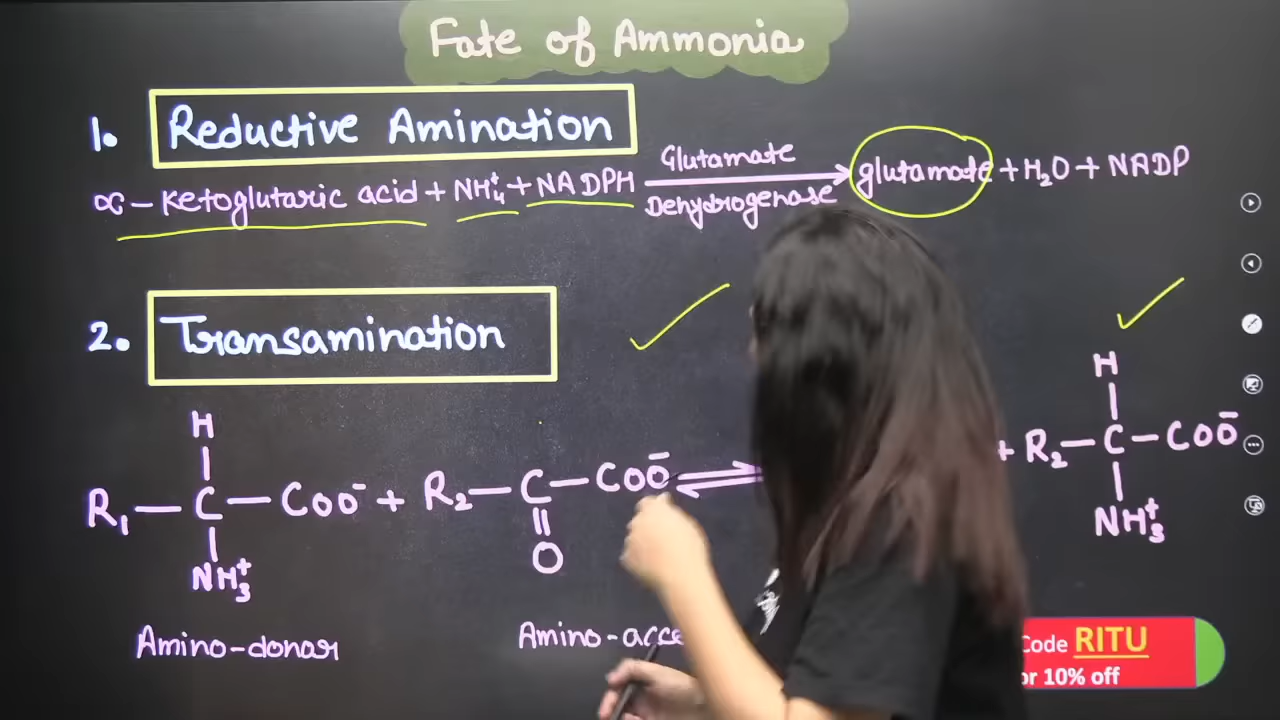 Fate of Ammonia
1. Reductive Amination
α - Ketoglutaric acid + NH₄⁺ + NADPH Glutamate Dehydrogenase → glutamate + H₂O + NADP
2. Transamination
H H
R₁ — C — COO⁻ + R₂ — C — COO⁻ ⇌ + R₂ — C — COO⁻
NH₃⁺ O NH₃⁺
Amino-donar Amino-acce
Code RITU
or 10% off